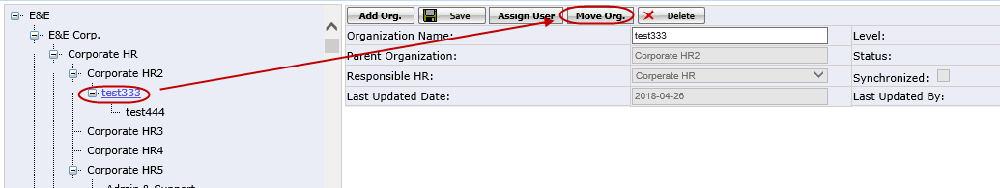 E&E
E&E Corp.
Corporate HR
Corporate HR2
test333
test444
Corporate HR3
Corporate HR4
Corporate HR5
Admin & Support
Add Org. Save Assign User Move Org. Delete
Organization Name: test333 Level:
Parent Organization: Corporate HR2 Status:
Responsible HR: Corperate HR Synchronized:
Last Updated Date: 2018-04-26 Last Updated By: